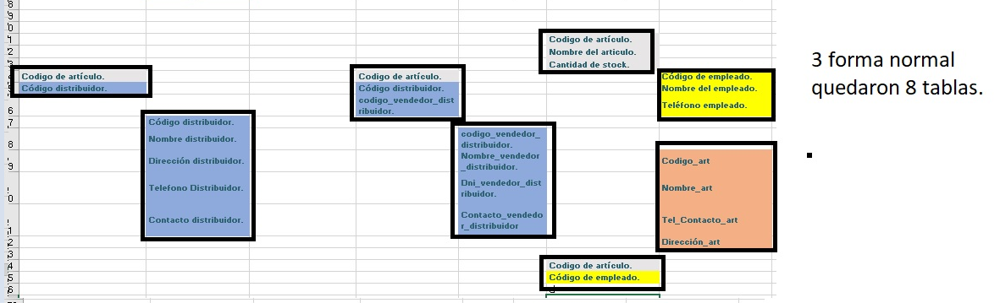 Codigo de artículo.
Código distribuidor.
Código distribuidor.
Nombre distribuidor.
Dirección distribuidor.
Telefono Distribuidor.
Contacto distribuidor.
Codigo de artículo.
Código distribuidor.
codigo_vendedor_dist
ribuidor.
codigo_vendedor_
distribuidor.
Nombre_vendedor
_distribuidor.
Dni_vendedor_dist
ribuidor.
Contacto_vendedo
r_distribuidor
Codigo de artículo.
Nombre del articulo.
Cantidad de stock.
Código de empleado.
Nombre del empleado.
Teléfono empleado.
Codigo_art
Nombre_art
Tel_Contacto_art
Dirección_art
Codigo de artículo.
Código de empleado.
3 forma normal
quedaron 8 tablas.